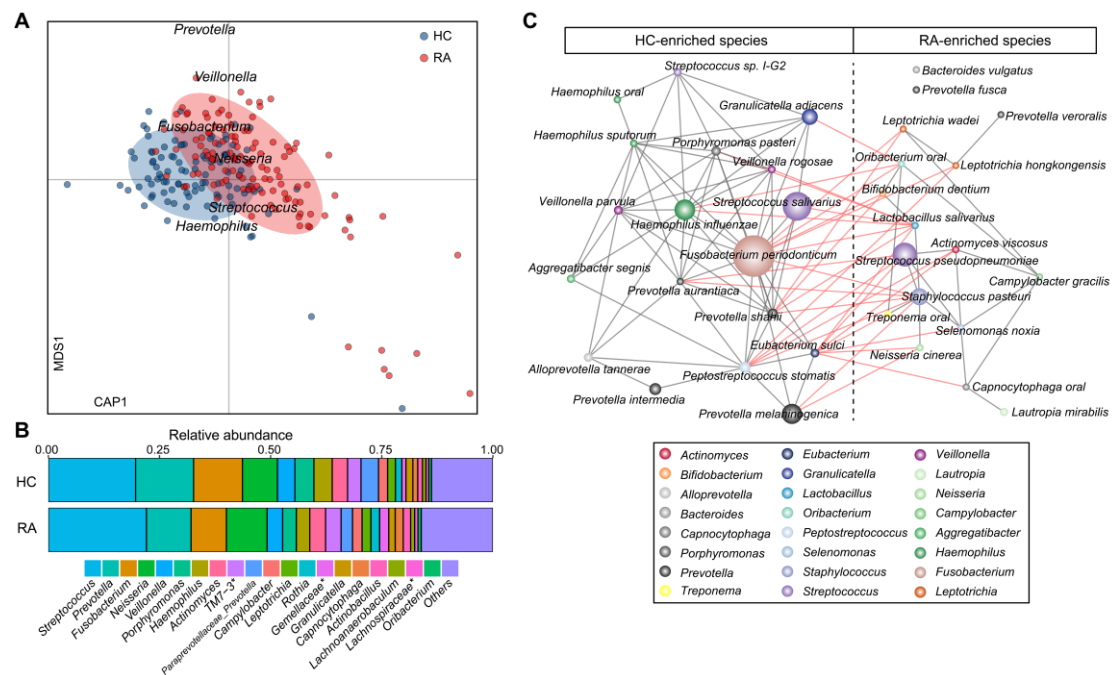 A
Prevotella
HC
RA
Veillonella
Fusobacterium
Neisseria
Streptococcus
Haemophilus
MDS1
CAP1
B
Relative abundance
0.00
0.25
0.50
0.75
1.00
HC
RA
Streptococcus
Prevotella
Fusobacterium
Neisseria
Veillonella
Porphyromonas
Haemophilus
Actinomyces
TM7-3*
Paraprevotellaceae_Prevotella
Campylobacter
Leptotrichia
Rothia
Gemellaceae*
Granulicatella
Capnocytophaga
Actinobacillus
Lachnoanaerobaculum
Lachnospiraceae*
Oribacterium
Others
C
HC-enriched species
RA-enriched species
Streptococcus sp. I-G2
Bacteroides vulgatus
Haemophilus oral
Prevotella fusca
Granulicatella adiacens
Leptotrichia wadei
Prevotella veroralis
Haemophilus sputorum
Porphyromonas pasteri
Veillonella rogosae
Oribacterium oral
Leptotrichia hongkongensis
Bifidobacterium dentium
Veillonella parvula
Streptococcus salivarius
Haemophilus influenzae
Lactobacillus salivarius
Actinomyces viscosus
Fusobacterium periodonticum
Streptococcus pseudopneumoniae
Aggregatibacter segnis
Campylobacter gracilis
Prevotella aurantiaca
Staphylococcus pasteuri
Prevotella shahii
Treponema oral
Selenomonas noxia
Eubacterium sulci
Neisseria cinerea
Alloprevotella tannerae
Peptostreptococcus stomatis
Capnocytophaga oral
Prevotella intermedia
Prevotella melaninogenica
Lautropia mirabilis
Actinomyces
Bifidobacterium
Alloprevotella
Bacteroides
Capnocytophaga
Porphyromonas
Prevotella
Treponema
Eubacterium
Granulicatella
Lactobacillus
Oribacterium
Peptostreptococcus
Selenomonas
Staphylococcus
Streptococcus
Veillonella
Lautropia
Neisseria
Campylobacter
Aggregatibacter
Haemophilus
Fusobacterium
Leptotrichia